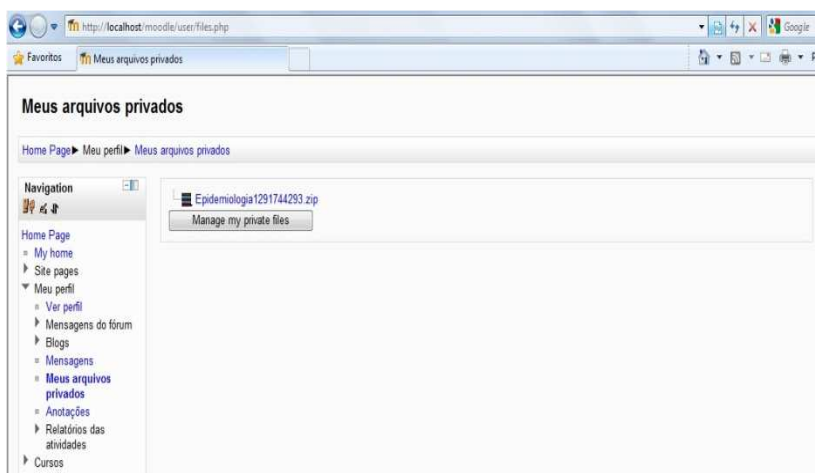 http://localhost/moodle/user/files.php
Google
Favoritos
Meus arquivos privados
Meus arquivos privados
Home Page► Meu perfil► Meus arquivos privados
Navigation
Home Page
My home
Site pages
Meu perfil
Ver perfil
Mensagens do fórum
Blogs
Mensagens
Meus arquivos
privados
Anotações
Relatórios das
atividades
Cursos
Epidemiologia1291744293.zip
Manage my private files